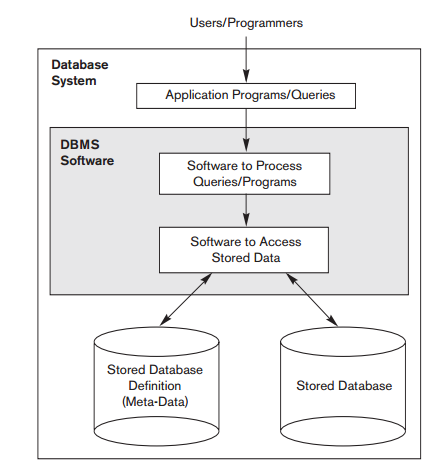 Users/Programmers
Database
System
Application Programs/Queries
DBMS
Software
Software to Process
Queries/Programs
Software to Access
Stored Data
Stored Database
Definition
(Meta-Data)
Stored Database